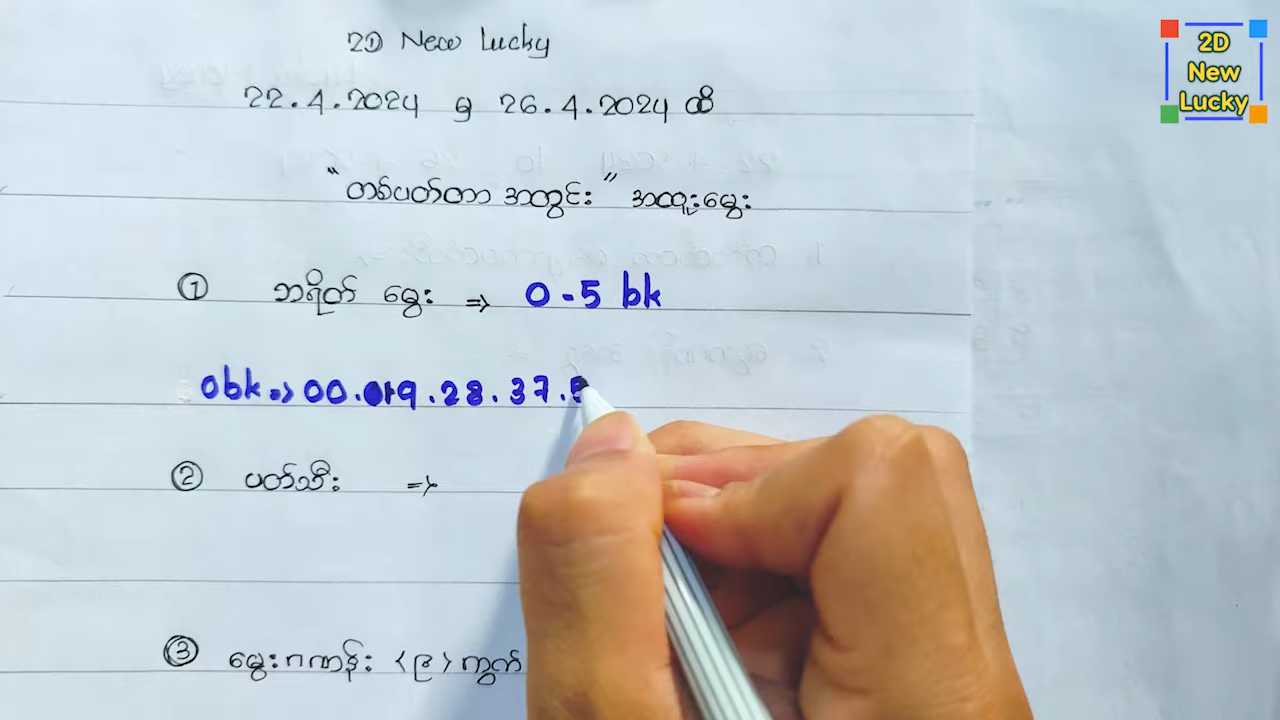 2D New Lucky
22.4.2024 မှ 26.4.2024 ထိ
"တစ်ပတ်တာ အတွင်း" အထူးမွေး
① ဘရိတ် မွေး => 0-5 bk
0bk => 00.019.28.37.5
② ပတ်သီး =>
③ မွေးဂဏန်း <၉> ကွက်
2D
New
Lucky